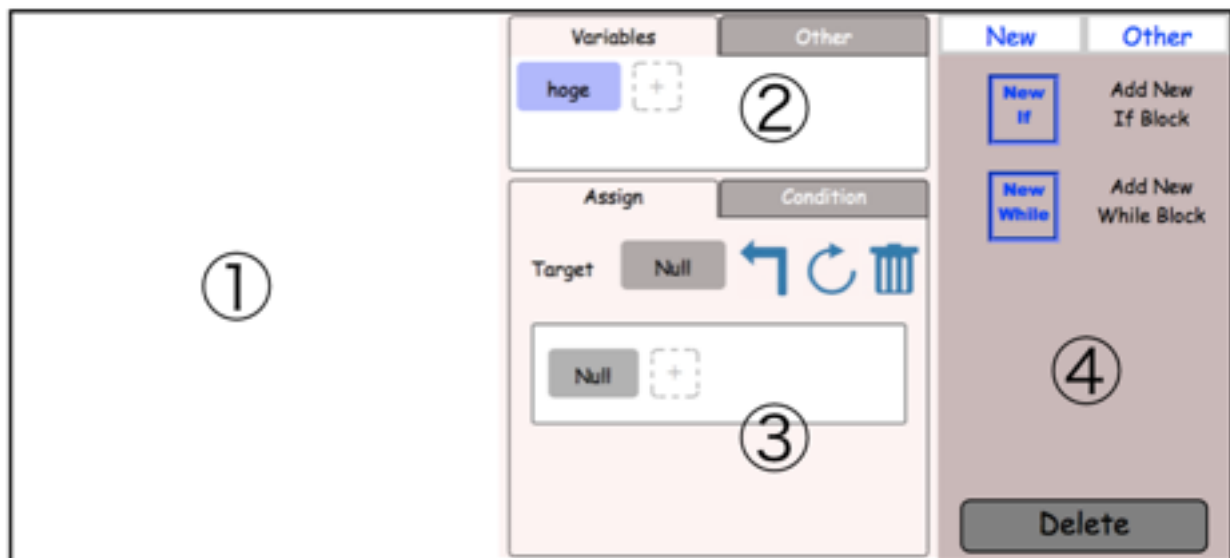 ①
Variables
Other
hoge
+
②
Assign
Condition
Target
Null
Null
+
③
New
Other
New
If
Add New
If Block
New
While
Add New
While Block
④
Delete